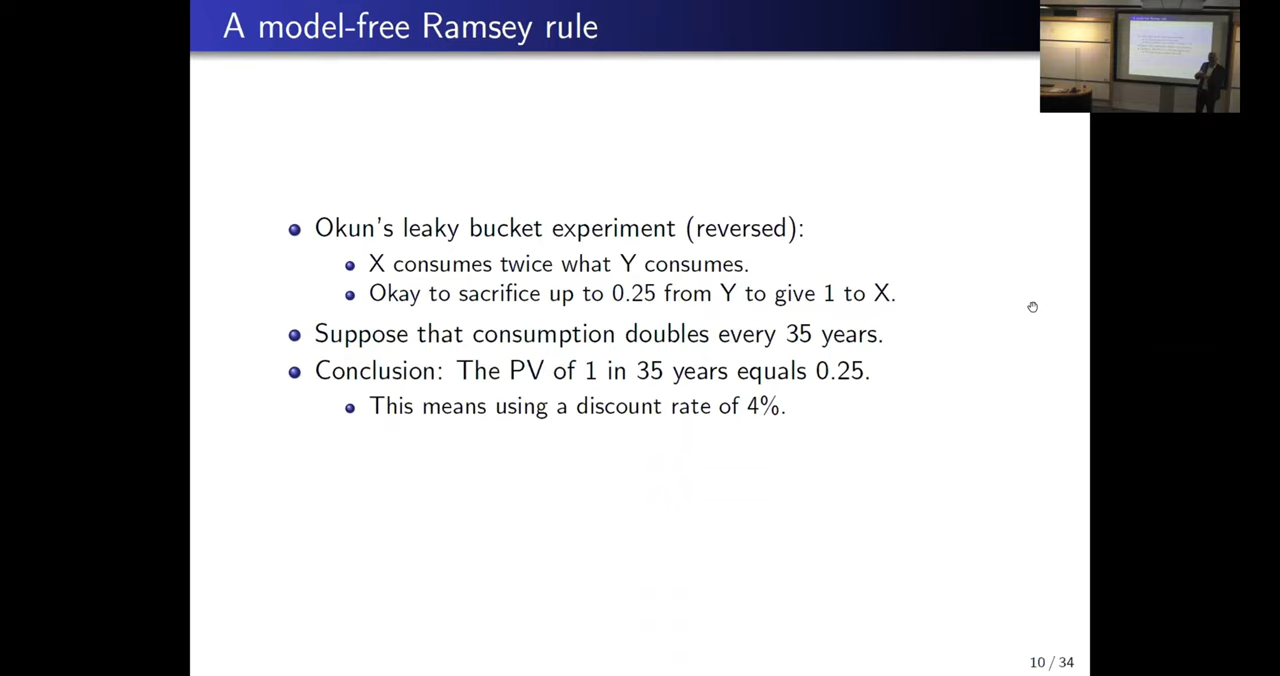 A model-free Ramsey rule
Okun's leaky bucket experiment (reversed):
X consumes twice what Y consumes.
Okay to sacrifice up to 0.25 from Y to give 1 to X.
Suppose that consumption doubles every 35 years.
Conclusion: The PV of 1 in 35 years equals 0.25.
This means using a discount rate of 4%.
10 / 34